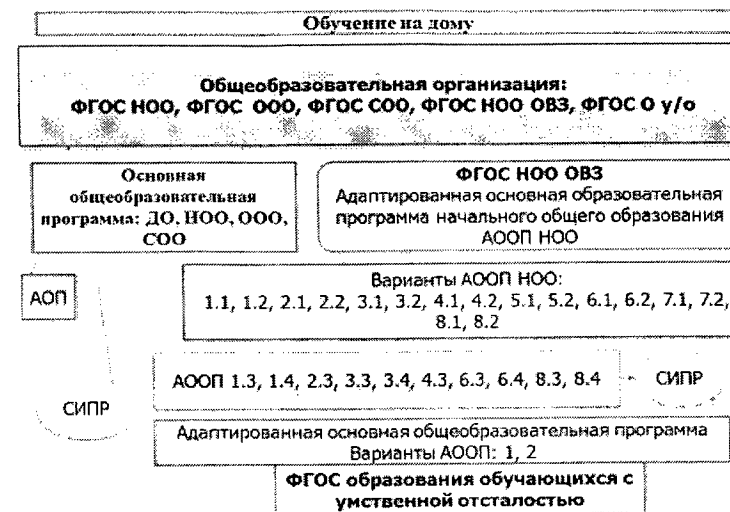 Обучение на дому
Общеобразовательная организация:
ФГОС НОО, ФГОС ООО, ФГОС СОО, ФГОС НОО ОВЗ, ФГОС О у/о
Основная
общеобразовательная
программа: ДО, НОО, ООО,
СОО
ФГОС НОО ОВЗ
Адаптированная основная образовательная
программа начального общего образования
АООП НОО
АОП
Варианты АООП НОО:
1.1, 1.2, 2.1, 2.2, 3.1, 3.2, 4.1, 4.2, 5.1, 5.2, 6.1, 6.2, 7.1, 7.2,
8.1, 8.2
СИПР
АООП 1.3, 1.4, 2.3, 3.3, 3.4, 4.3, 6.3, 6.4, 8.3, 8.4
СИПР
Адаптированная основная общеобразовательная программа
Варианты АООП: 1, 2
ФГОС образования обучающихся с
умственной отсталостью